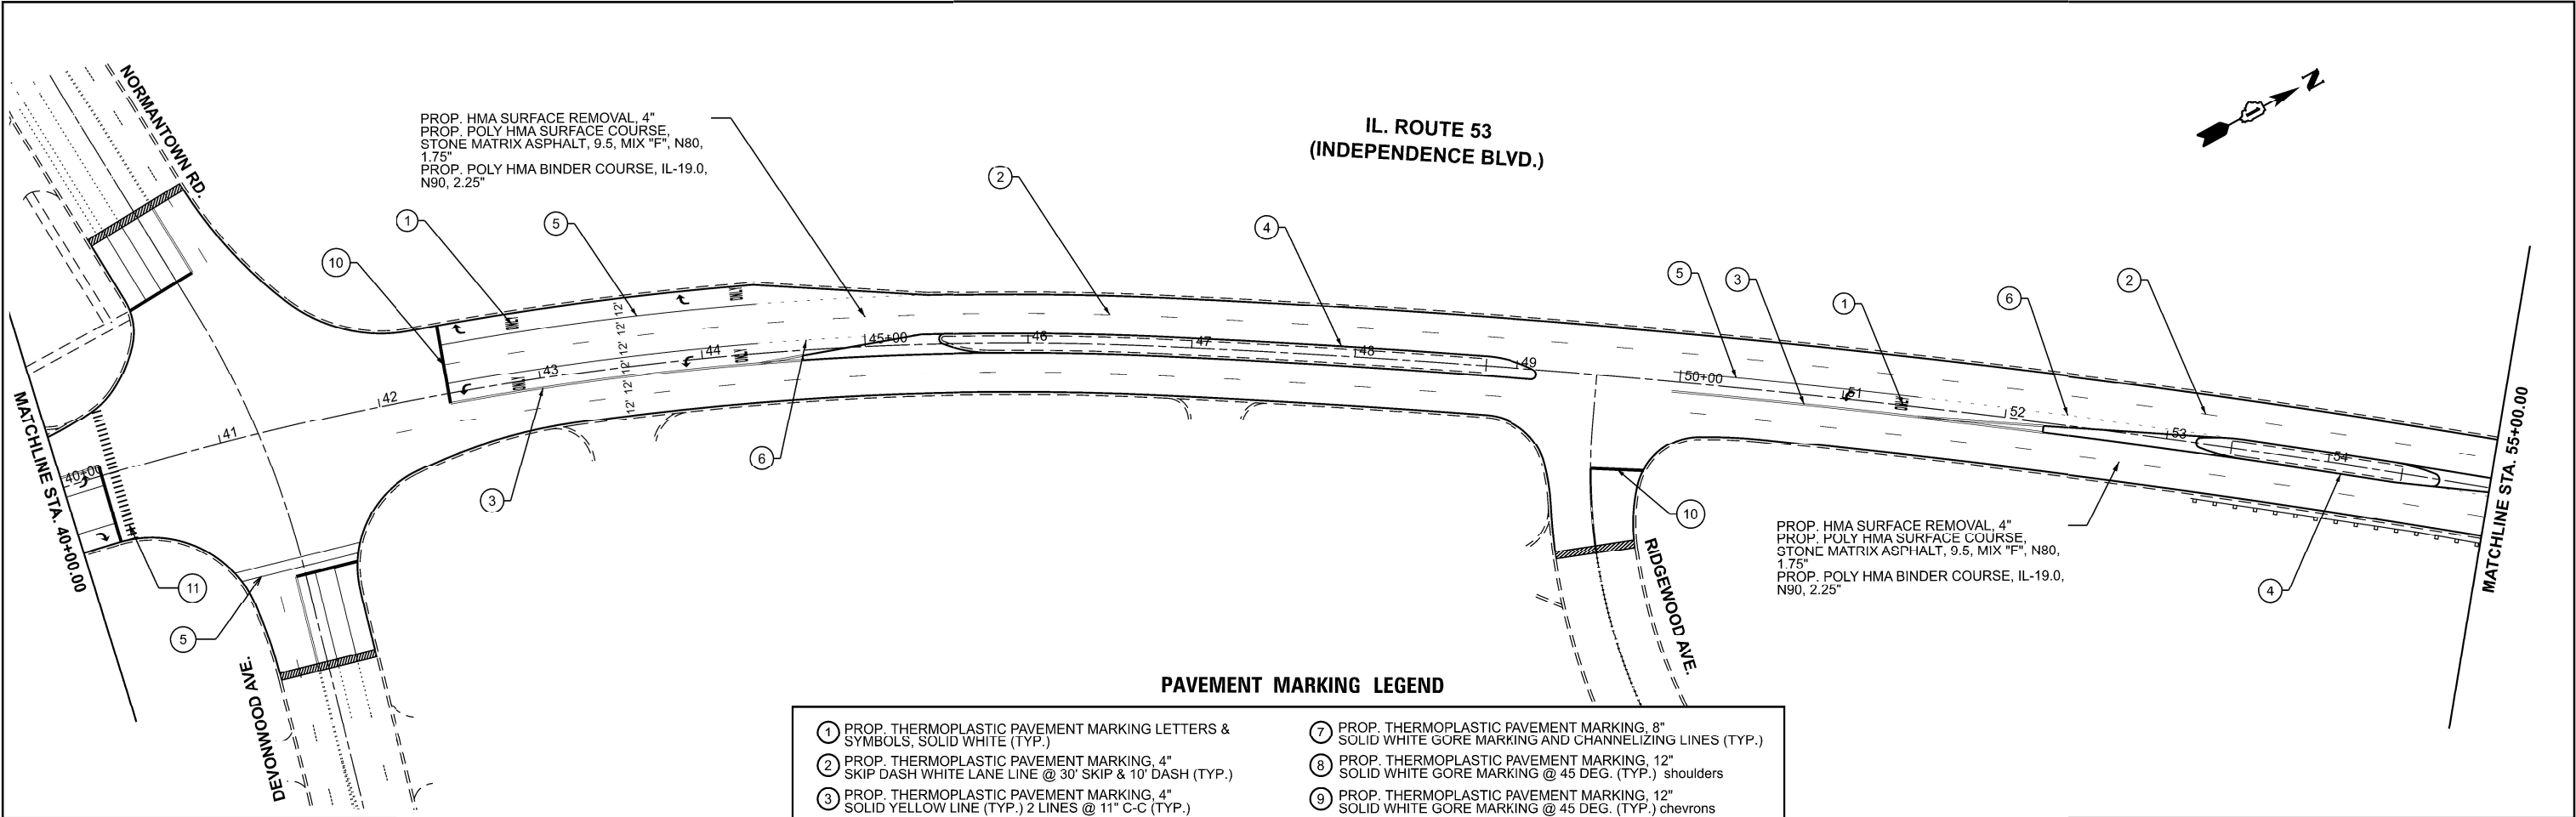 NORMANTOWN RD.
PROP. HMA SURFACE REMOVAL, 4"
PROP. POLY HMA SURFACE COURSE,
STONE MATRIX ASPHALT, 9.5, MIX "F", N80,
1.75"
PROP. POLY HMA BINDER COURSE, IL-19.0,
N90, 2.25"
IL. ROUTE 53
(INDEPENDENCE BLVD.)
N
1
5
10
2
4
5
3
1
6
2
ONLY
ONLY
ONLY
ONLY
ONLY
12' 12' 12' 12' 12' 12' 12'
40+00
41
42
43
44
45+00
46
47
48
49
50+00
51
52
53
54
MATCHLINE STA. 40+00.00
MATCHLINE STA. 55+00.00
3
6
10
11
5
4
DEVONWOOD AVE.
RIDGEWOOD AVE.
PROP. HMA SURFACE REMOVAL, 4"
PROP. POLY HMA SURFACE COURSE,
STONE MATRIX ASPHALT, 9.5, MIX "F", N80,
1.75"
PROP. POLY HMA BINDER COURSE, IL-19.0,
N90, 2.25"
PAVEMENT MARKING LEGEND
1 PROP. THERMOPLASTIC PAVEMENT MARKING LETTERS &
SYMBOLS, SOLID WHITE (TYP.)
2 PROP. THERMOPLASTIC PAVEMENT MARKING, 4"
SKIP DASH WHITE LANE LINE @ 30' SKIP & 10' DASH (TYP.)
3 PROP. THERMOPLASTIC PAVEMENT MARKING, 4"
SOLID YELLOW LINE (TYP.) 2 LINES @ 11" C-C (TYP.)
7 PROP. THERMOPLASTIC PAVEMENT MARKING, 8"
SOLID WHITE GORE MARKING AND CHANNELIZING LINES (TYP.)
8 PROP. THERMOPLASTIC PAVEMENT MARKING, 12"
SOLID WHITE GORE MARKING @ 45 DEG. (TYP.) shoulders
9 PROP. THERMOPLASTIC PAVEMENT MARKING, 12"
SOLID WHITE GORE MARKING @ 45 DEG. (TYP.) chevrons